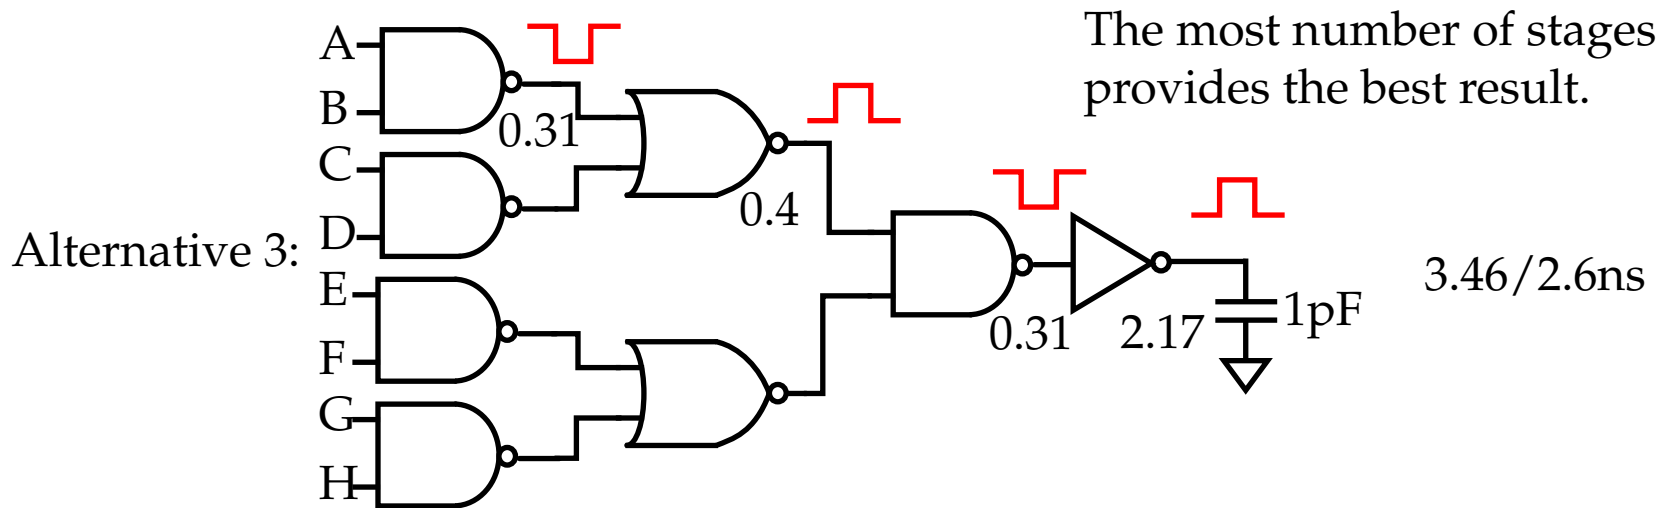 The most number of stages
provides the best result.
Alternative 3:
A
B
C
D
E
F
G
H
0.31
0.4
0.31
2.17
1pF
3.46/2.6ns